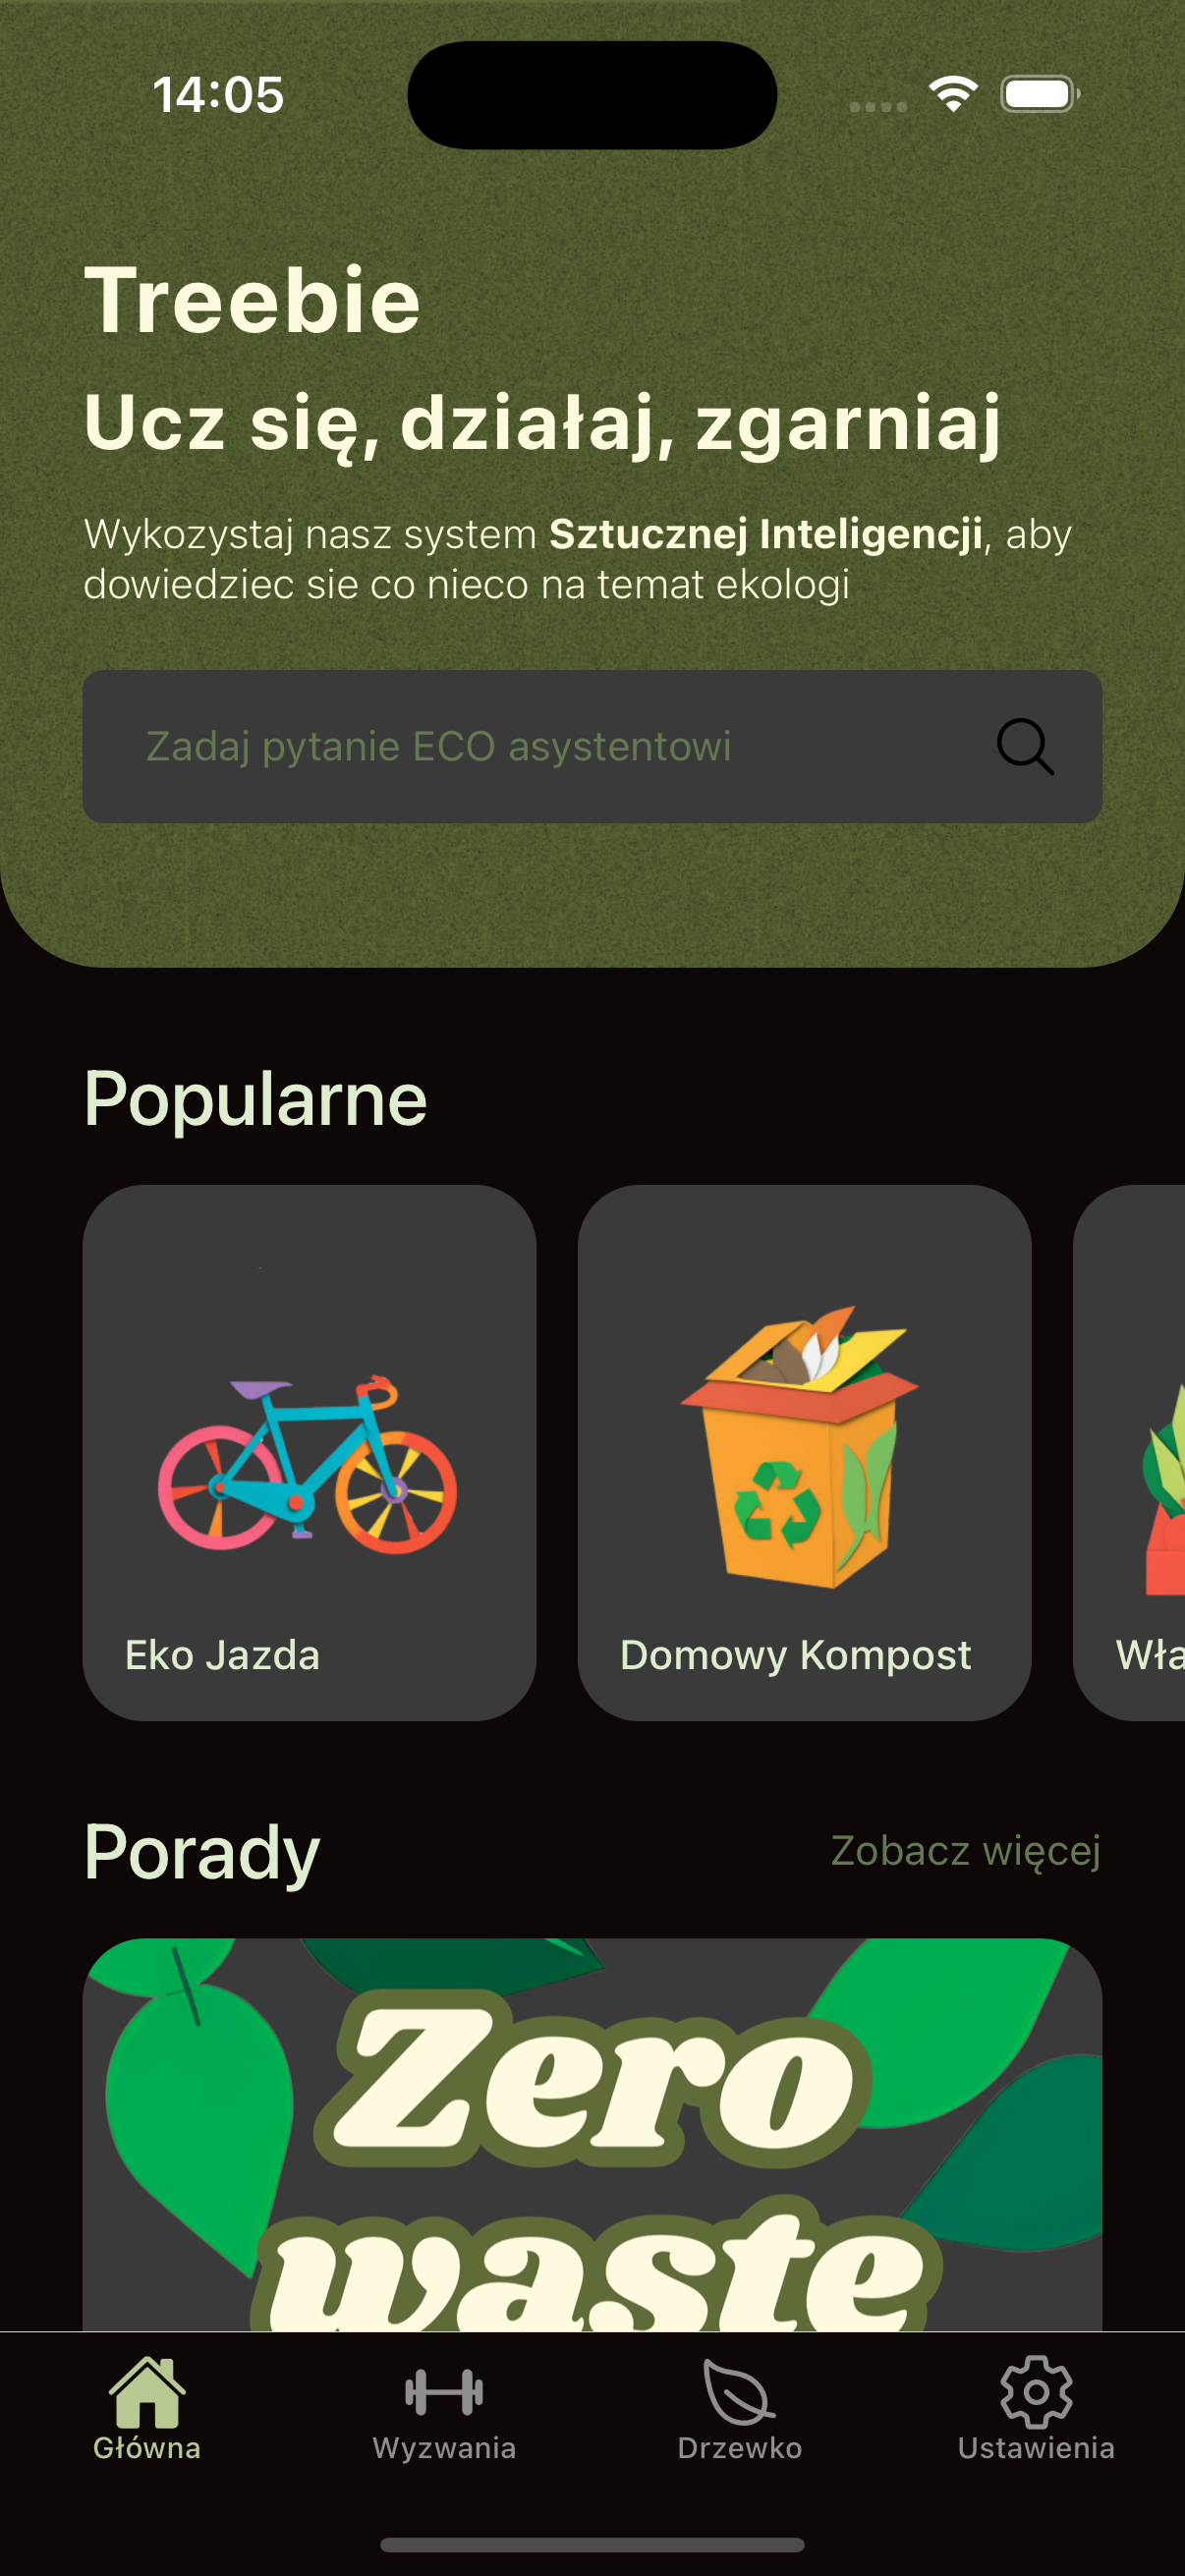 14:05
Treebie
Ucz się, działaj, zgarniaj
Wykozystaj nasz system Sztucznej Inteligencji, aby
dowiedziec sie co nieco na temat ekologi
Zadaj pytanie ECO asystentowi
Popularne
Eko Jazda
Domowy Kompost
Porady
Zobacz więcej
Zero
waste
Główna
Wyzwania
Drzewko
Ustawienia